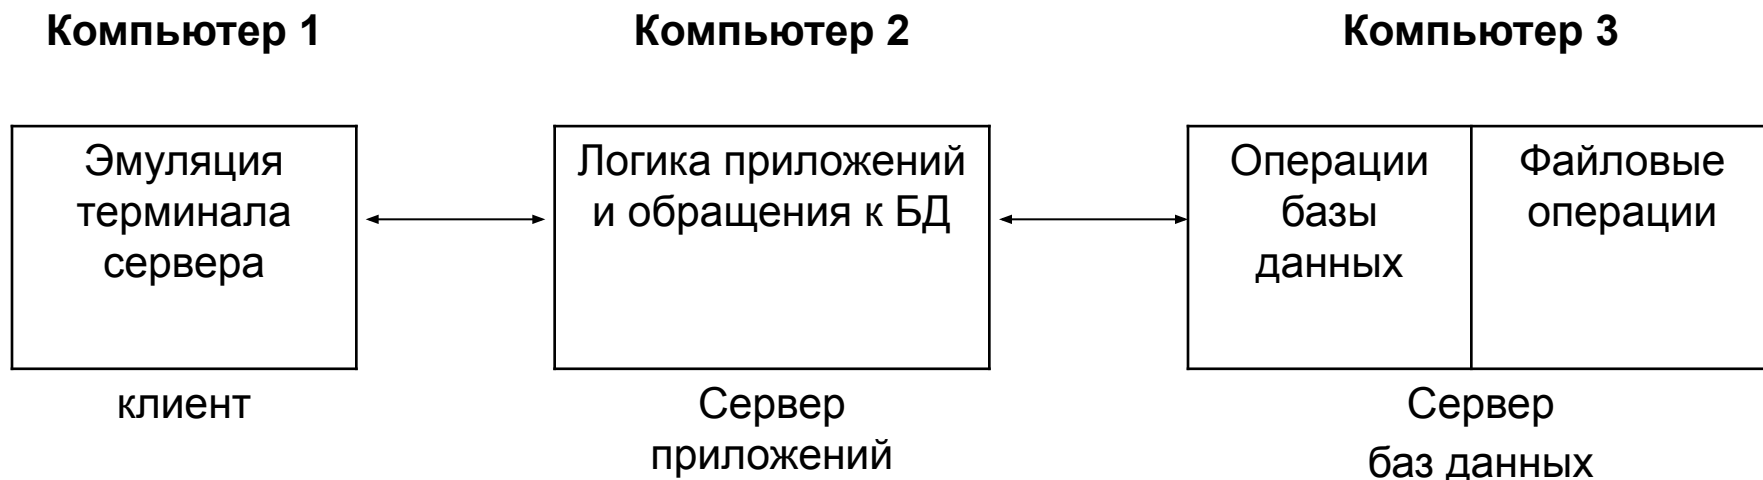 Компьютер 1
Компьютер 2
Компьютер 3
Эмуляция
терминала
сервера
Логика приложений
и обращения к БД
Операции
базы
данных
Файловые
операции
клиент
Сервер
приложений
Сервер
баз данных